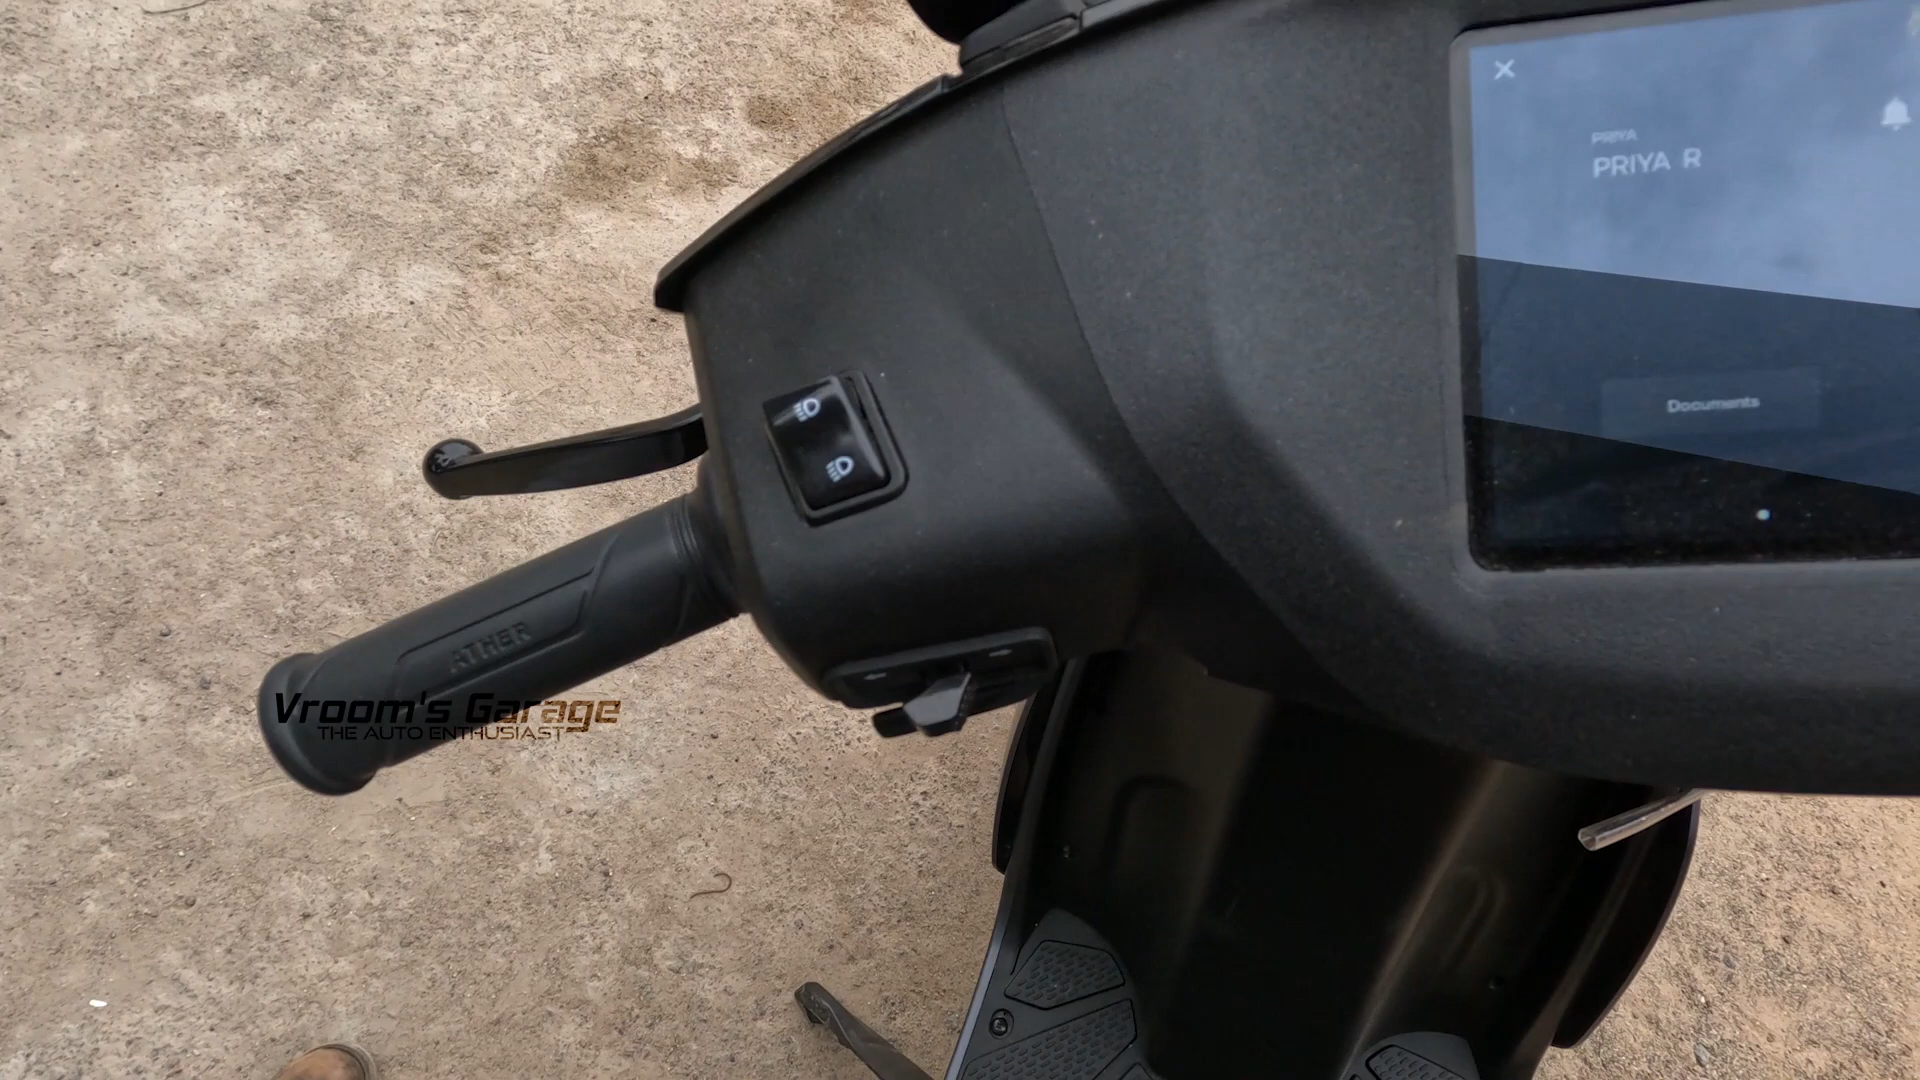 PRIYA
PRIYA R
Documents
ATHER
Vroom's Garage
THE AUTO ENTHUSIAST